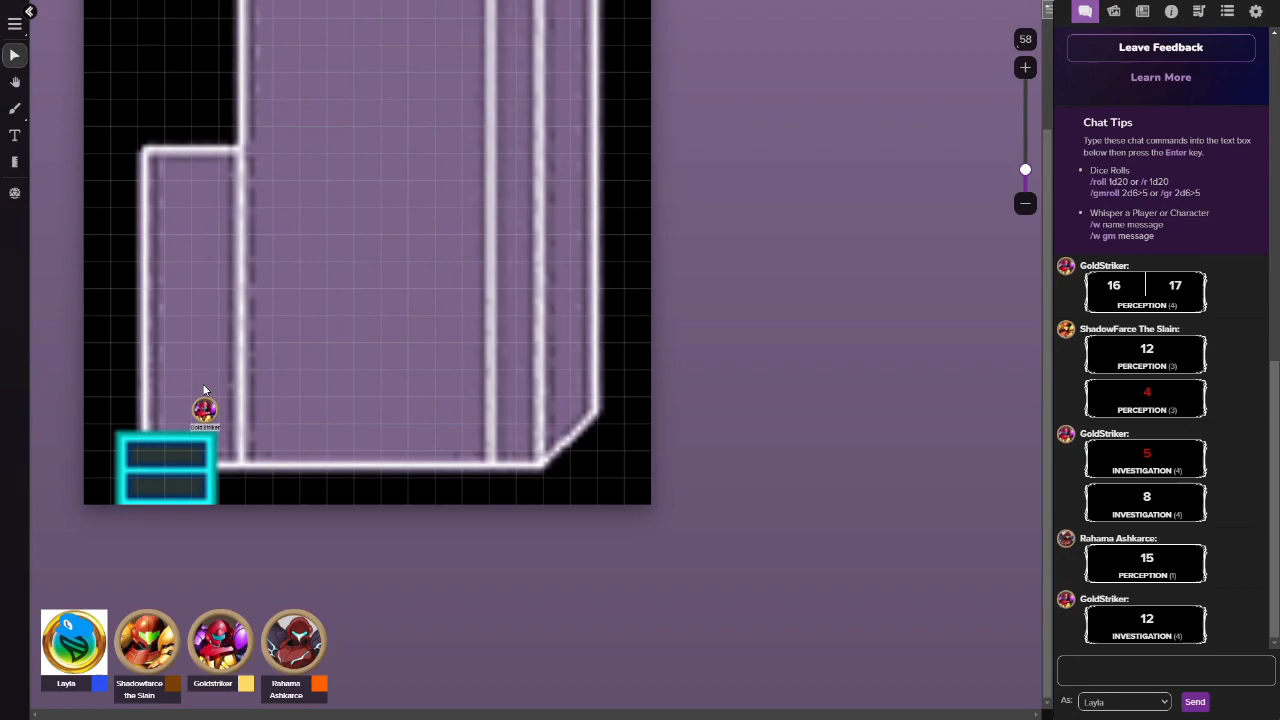 58
Leave Feedback
Learn More
Chat Tips
Type these chat commands into the text box
below then press the Enter key.
Dice Rolls
/roll 1d20 or /r 1d20
/gmroll 2d6>5 or /gr 2d6>5
Whisper a Player or Character
/w name message
/w gm message
GoldStriker:
16 17
PERCEPTION (4)
ShadowFarce The Slain:
12
PERCEPTION (3)
4
PERCEPTION (3)
GoldStriker:
5
INVESTIGATION (4)
8
INVESTIGATION (4)
Rahama Ashkarce:
15
PERCEPTION (1)
GoldStriker:
12
INVESTIGATION (4)
GoldStriker
Layla
Shadowfarce
the Slain
Goldstriker
Rahama
Ashkarce
As:
Layla
Send